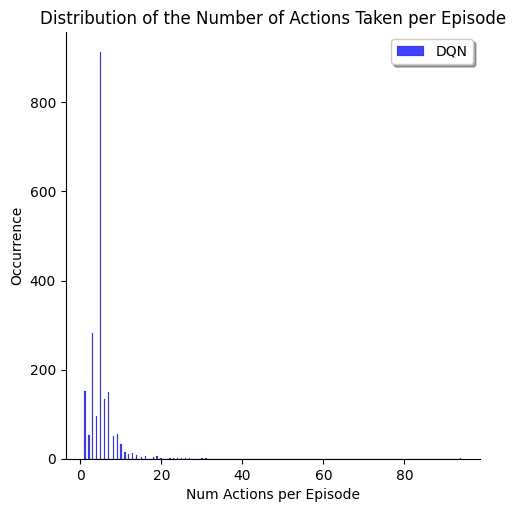 Distribution of the Number of Actions Taken per Episode
DQN
800
600
400
200
0
Occurrence
0 20 40 60 80
Num Actions per Episode